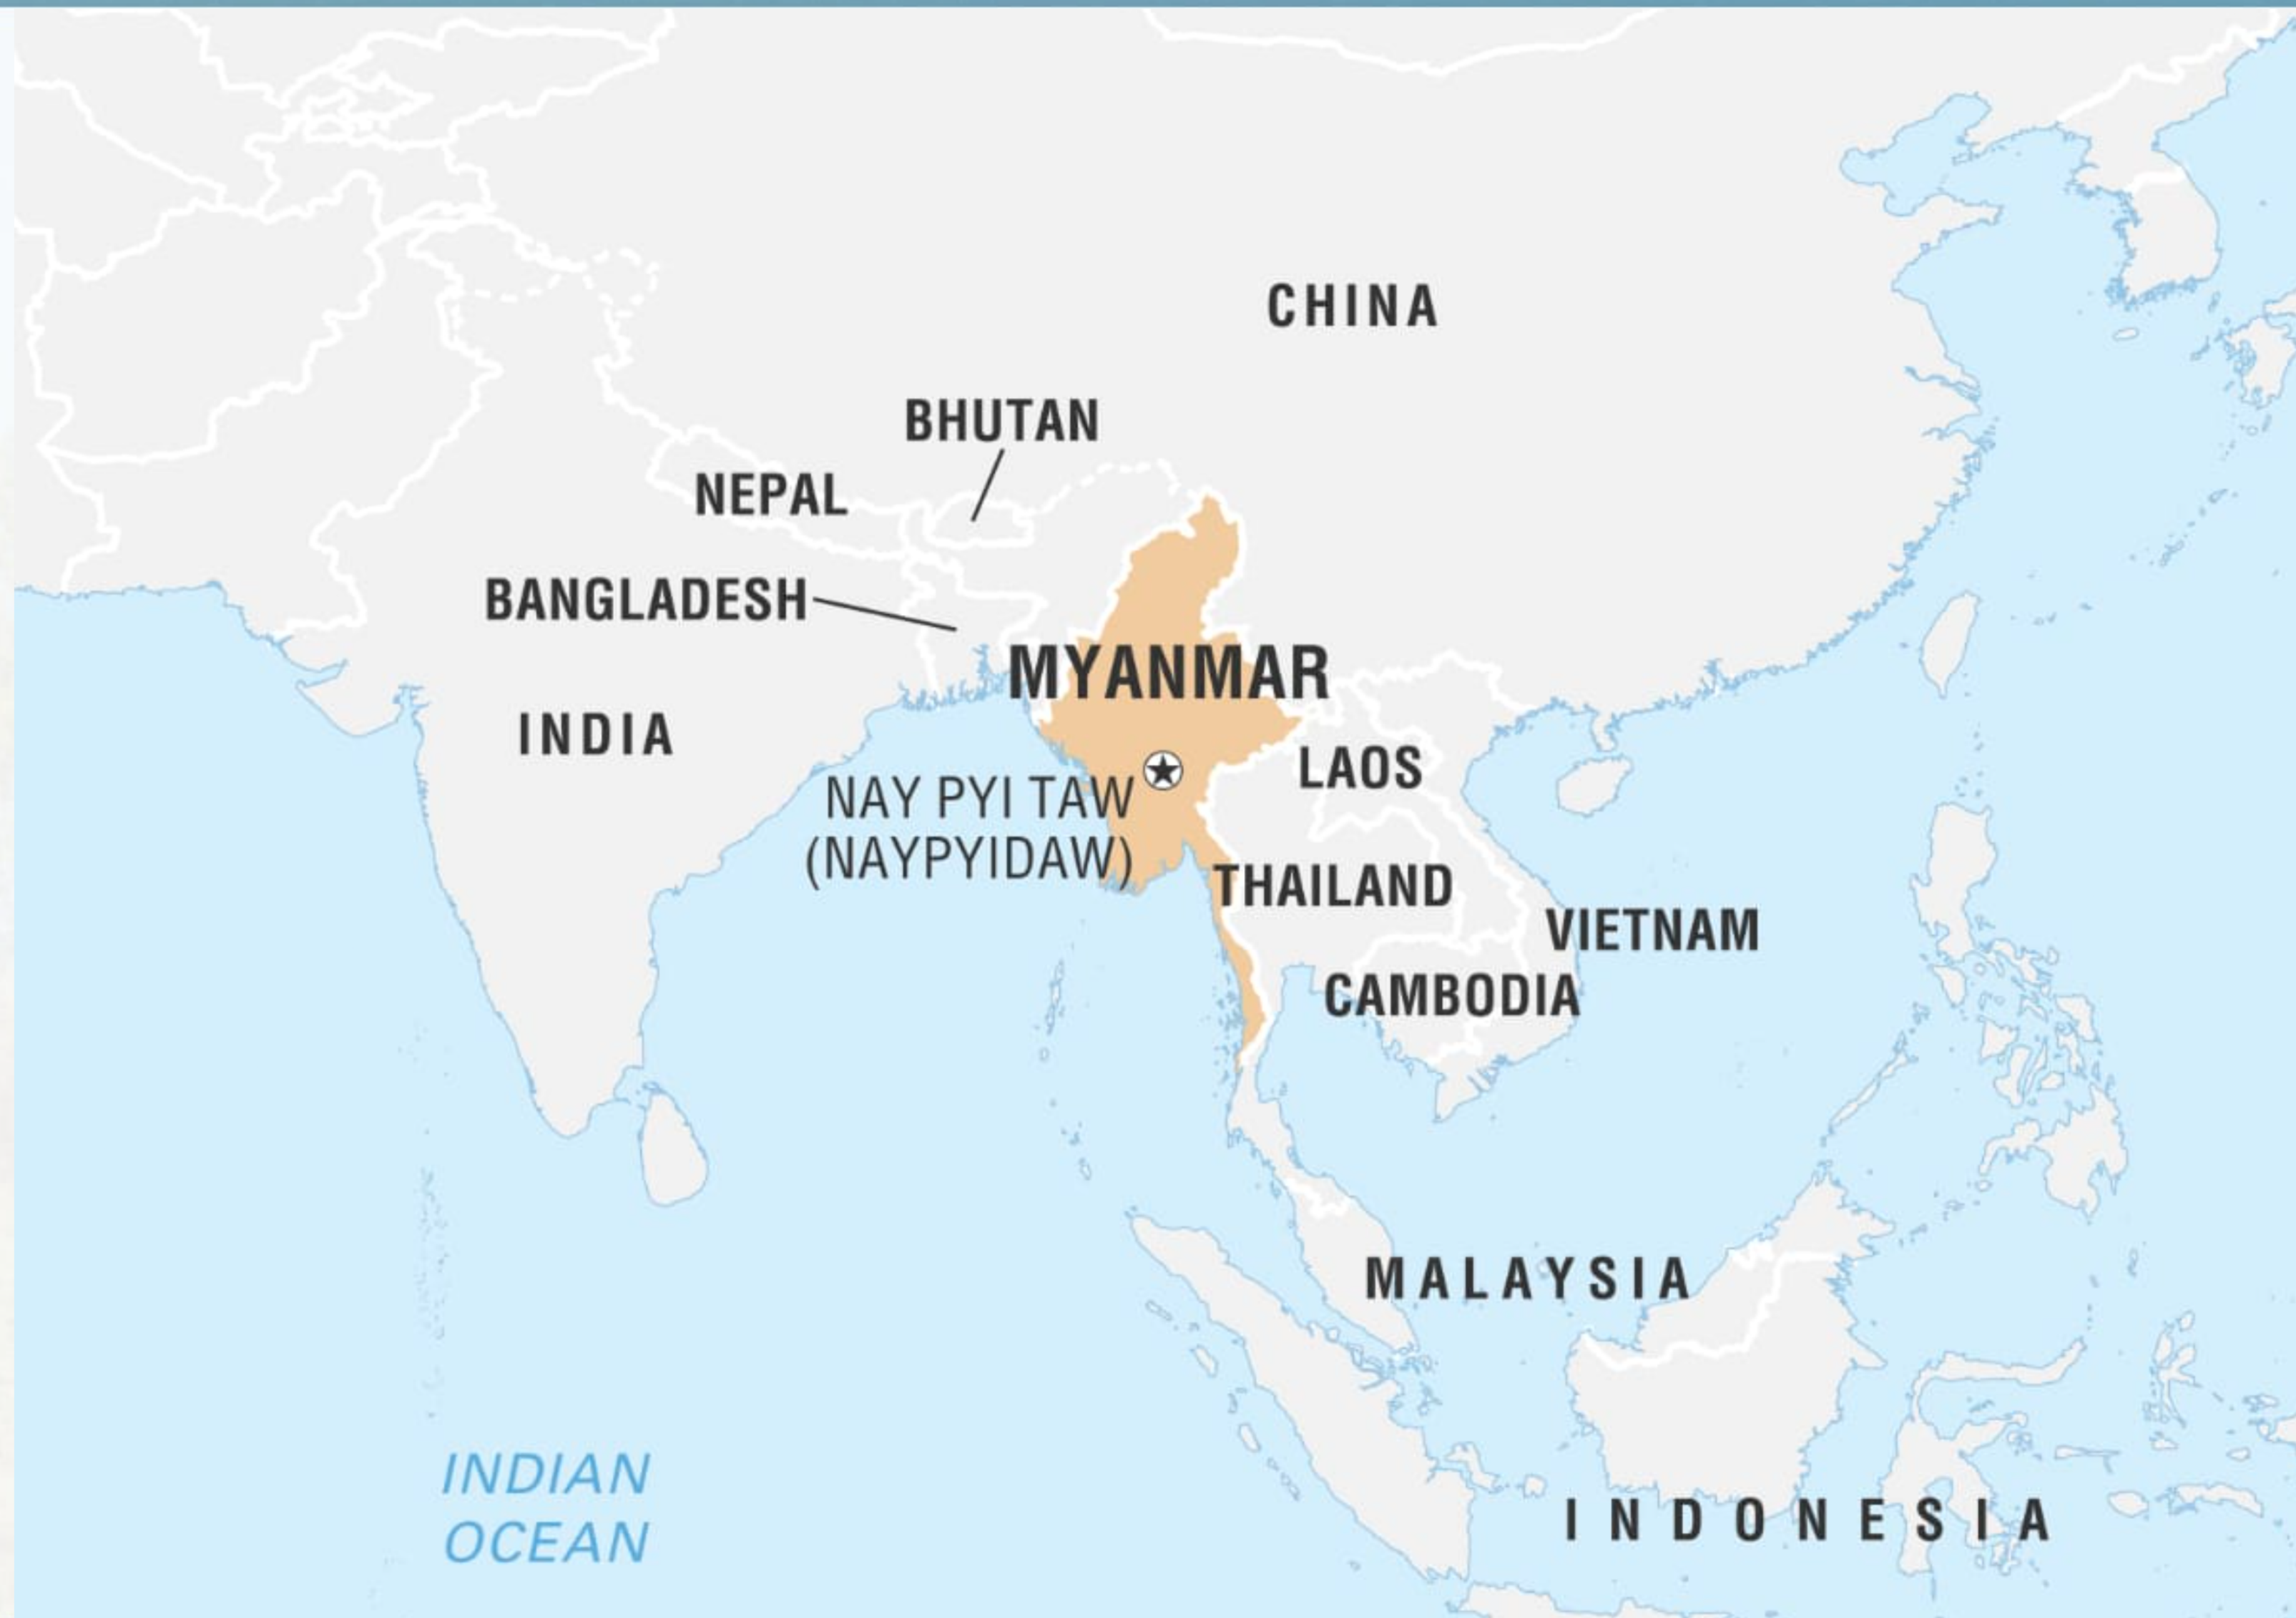 CHINA
BHUTAN
NEPAL
BANGLADESH
MYANMAR
INDIA
LAOS
NAY PYI TAW
(NAYPYIDAW)
THAILAND
VIETNAM
CAMBODIA
MALAYSIA
INDIAN
OCEAN
INDONESIA